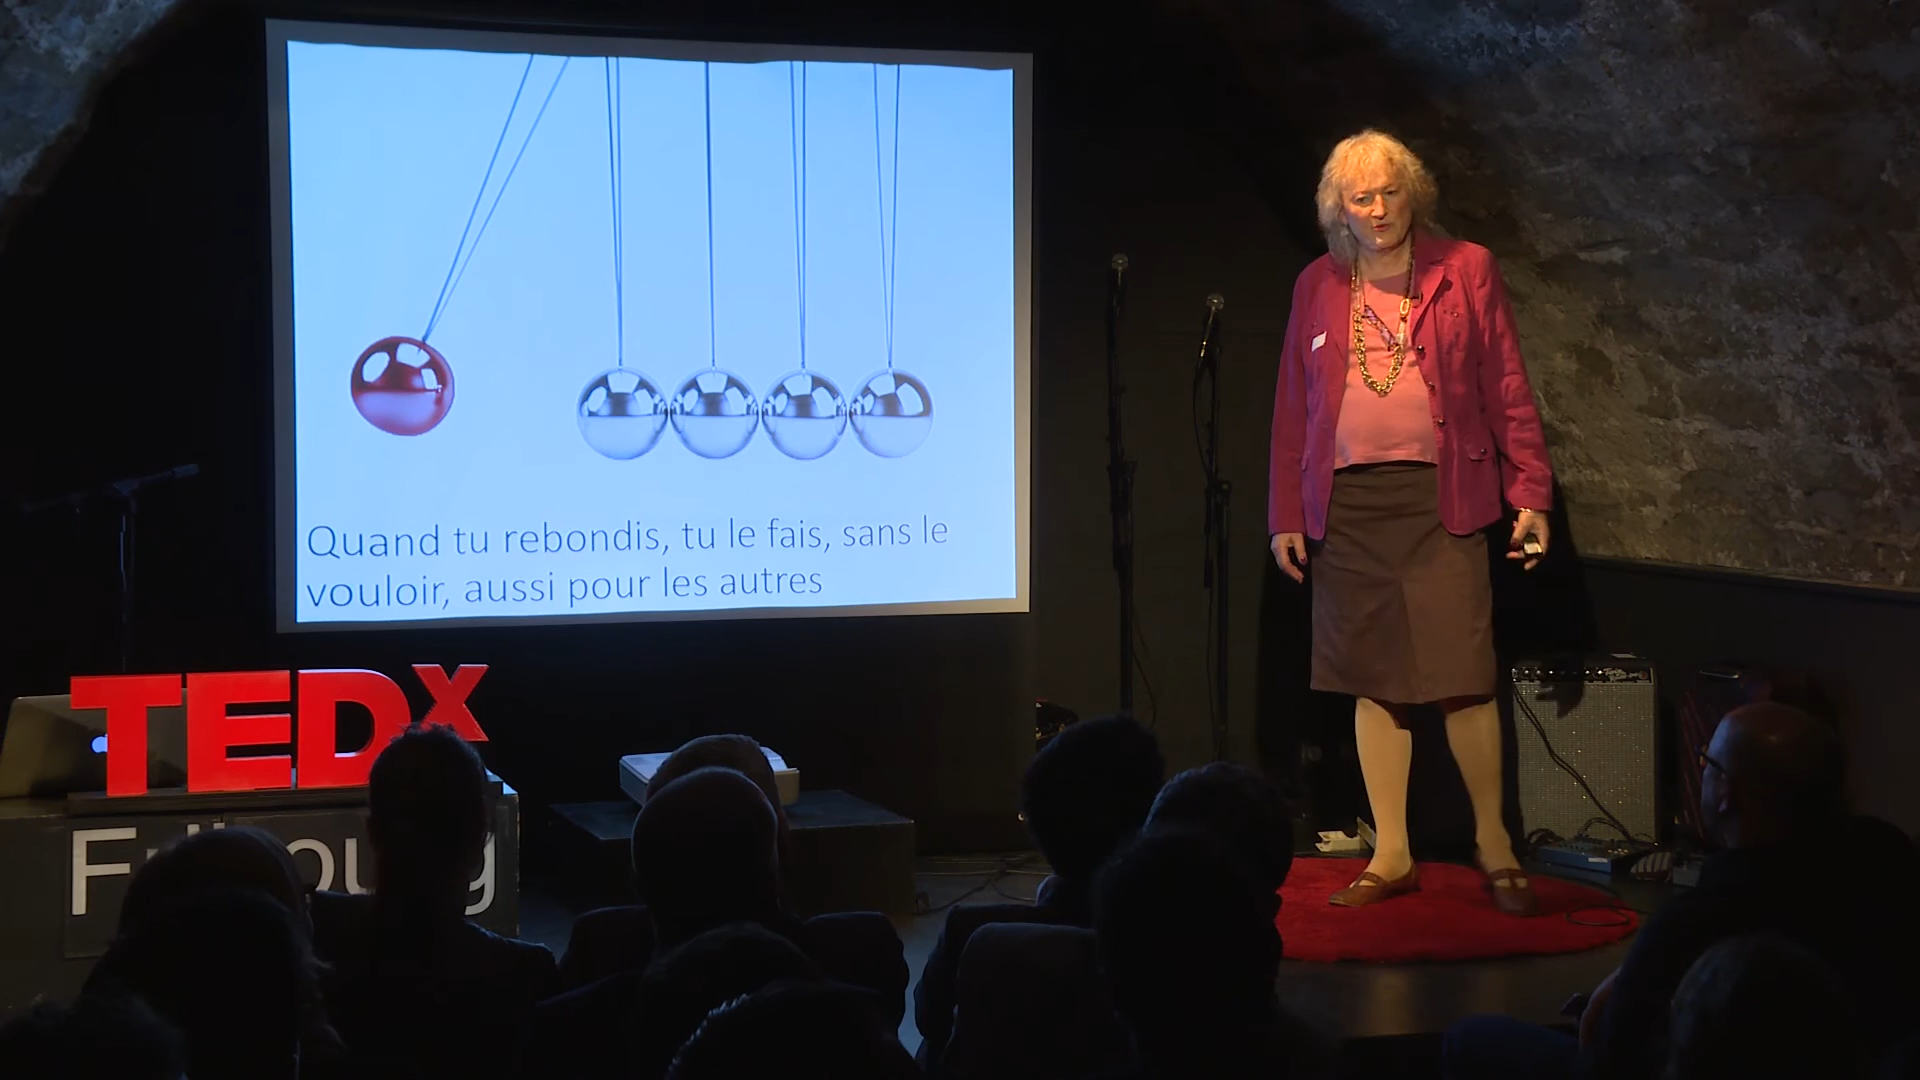 Quand tu rebondis, tu le fais, sans le
vouloir, aussi pour les autres
TEDx